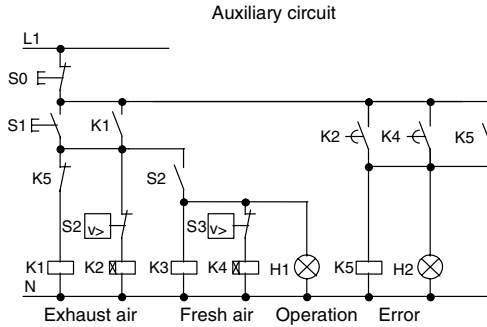 Auxiliary circuit
L1
S0
S1 K1 K2 K4 K5
K5 S2
S2 v> S3 v>
K1 K2 K3 K4 H1 K5 H2
N
Exhaust air Fresh air Operation Error